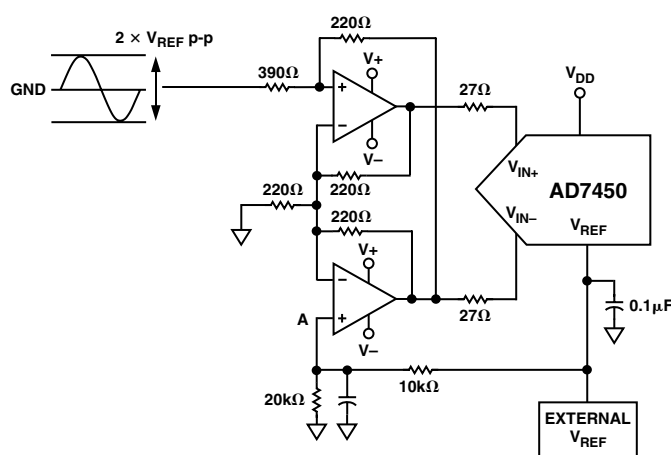 220Ω
2 × VREF p-p
V+
VDD
GND
390Ω
27Ω
+
–
V–
VIN+
AD7450
220Ω
220Ω
220Ω
VIN–
VREF
V+
–
A
+
27Ω
0.1µF
V–
20kΩ
10kΩ
EXTERNAL
VREF